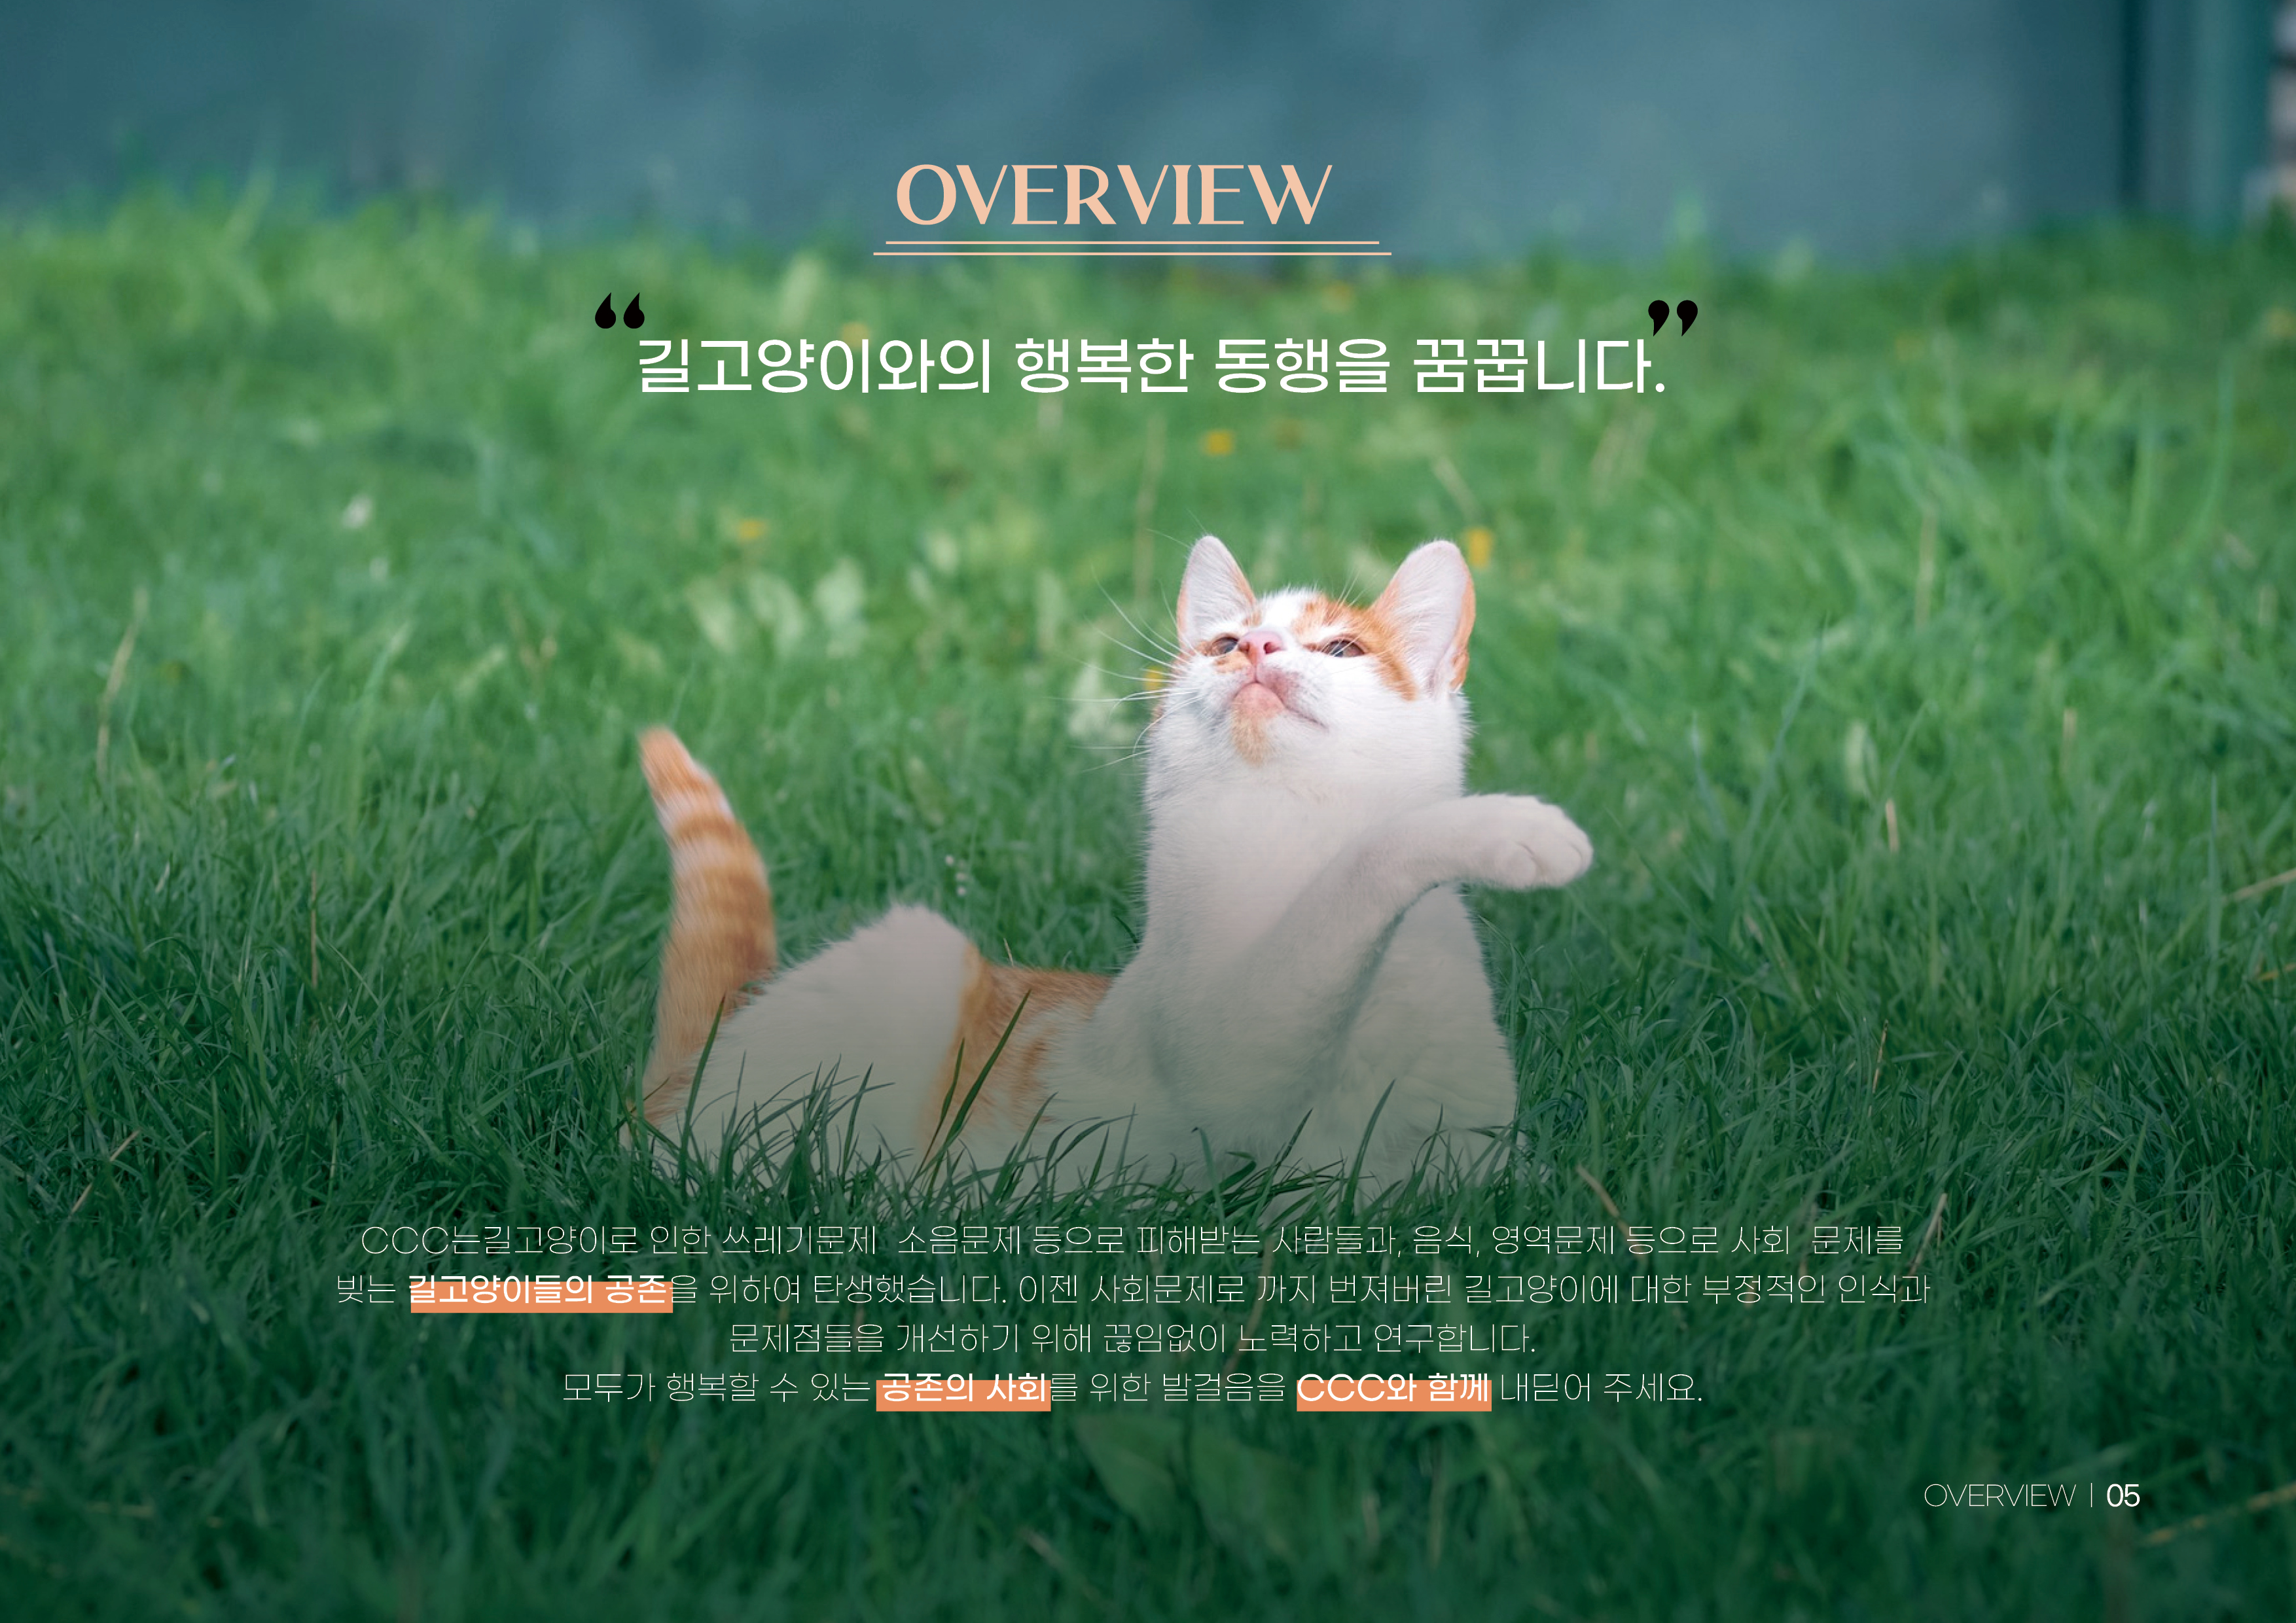 OVERVIEW
“길고양이와의 행복한 동행을 꿈꿉니다.”
CCC는길고양이로 인한 쓰레기문제 소음문제 등으로 피해받는 사람들과, 음식, 영역문제 등으로 사회 문제를
빚는 길고양이들의 공존을 위하여 탄생했습니다. 이젠 사회문제로 까지 번져버린 길고양이에 대한 부정적인 인식과
문제점들을 개선하기 위해 끊임없이 노력하고 연구합니다.
모두가 행복할 수 있는 공존의 사회를 위한 발걸음을 CCC와 함께 내딛어 주세요.
OVERVIEW | 05